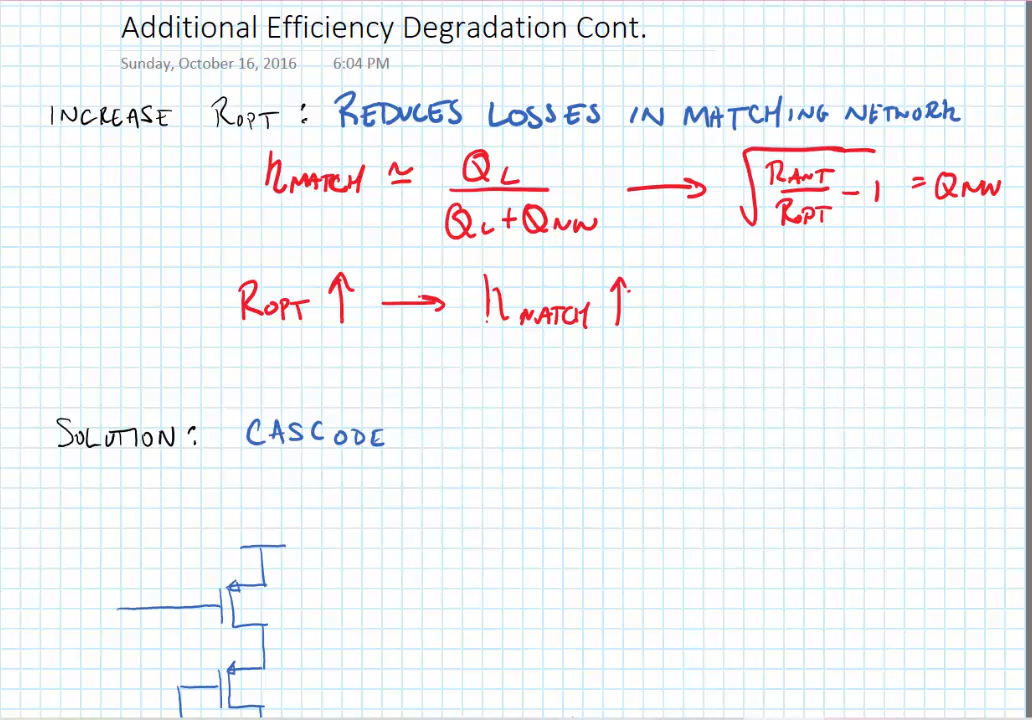 Additional Efficiency Degradation Cont.
Sunday, October 16, 2016 6:04 PM
INCREASE ROPT : REDUCES LOSSES IN MATCHING NETWORK
ηMATCH ≃ QL / (QL + QNW) → √(RANT / ROPT − 1) = QNW
ROPT ↑ → ηMATCH ↑
SOLUTION: CASCODE